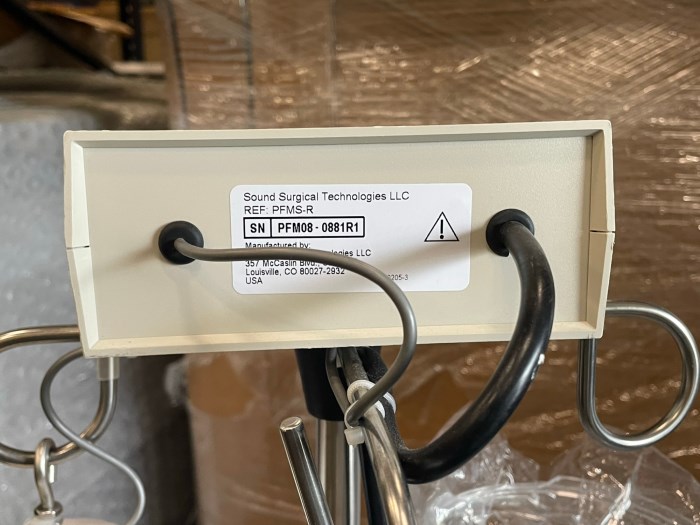 Sound Surgical Technologies LLC
REF: PFMS-R
SN PFM08-0881R1
Manufactured by:
LLC
357 McCaslin Blvd.,
Louisville, CO 80027-2932
USA